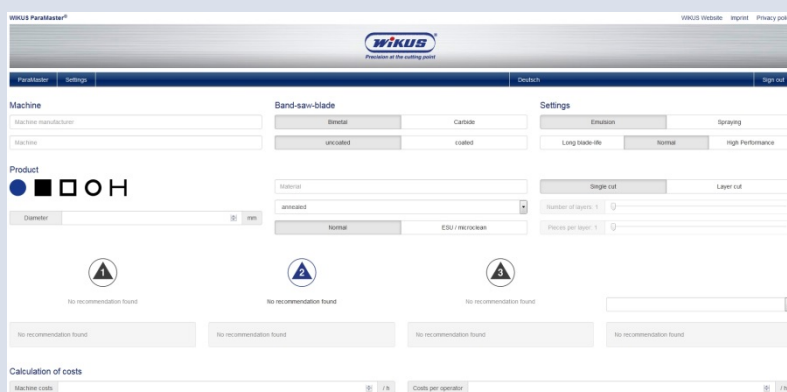 WIKUS ParaMaster®
WIKUS Website Imprint Privacy poli
WIKUS®
Precision at the cutting point
ParaMaster Settings Deutsch Sign out
Machine Band-saw-blade Settings
Machine manufacturer Bimetal Carbide Emulsion Spraying
Machine uncoated coated Long blade-life Normal High Performance
Product
H
Material Single cut Layer cut
annealed Number of layers: 1
Diameter mm
Normal ESU / microclean Pieces per layer: 1
1 2 3
No recommendation found No recommendation found No recommendation found
No recommendation found No recommendation found No recommendation found No recommendation found
Calculation of costs
Machine costs / h Costs per operator / h